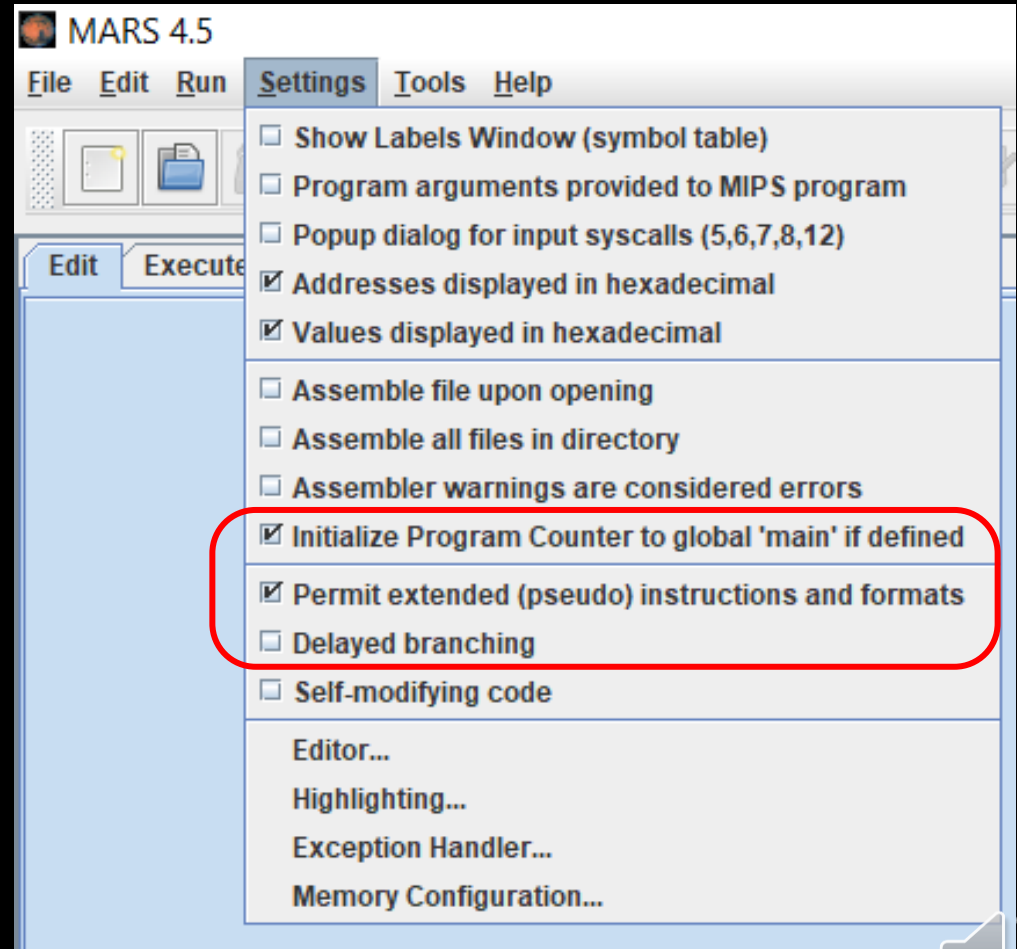 MARS 4.5
File Edit Run Settings Tools Help
Show Labels Window (symbol table)
Program arguments provided to MIPS program
Popup dialog for input syscalls (5,6,7,8,12)
Edit Execute
Addresses displayed in hexadecimal
Values displayed in hexadecimal
Assemble file upon opening
Assemble all files in directory
Assembler warnings are considered errors
Initialize Program Counter to global 'main' if defined
Permit extended (pseudo) instructions and formats
Delayed branching
Self-modifying code
Editor...
Highlighting...
Exception Handler...
Memory Configuration...